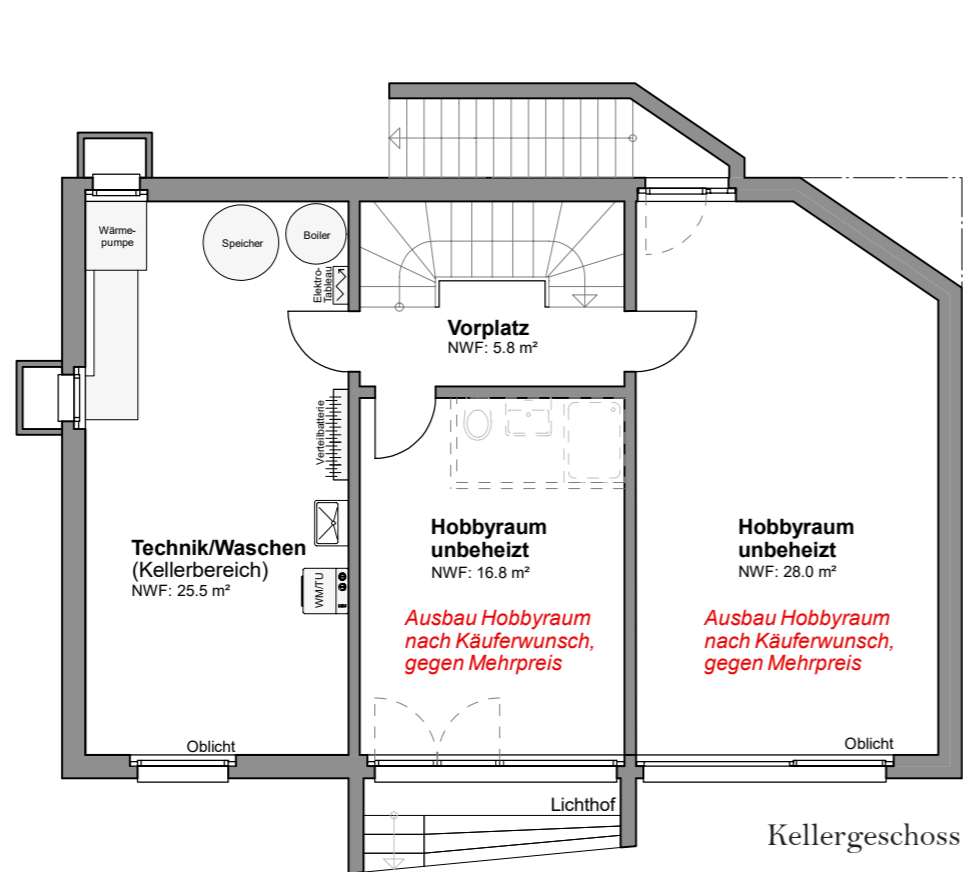 Wärme-
pumpe
Speicher
Boiler
Elektro-
Tableau
Vorplatz
NWF: 5.8 m²
Verteilbatterie
Technik/Waschen
(Kellerbereich)
NWF: 25.5 m²
WM/TU
Hobbyraum
unbeheizt
NWF: 16.8 m²
Ausbau Hobbyraum
nach Käuferwunsch,
gegen Mehrpreis
Hobbyraum
unbeheizt
NWF: 28.0 m²
Ausbau Hobbyraum
nach Käuferwunsch,
gegen Mehrpreis
Oblicht
Oblicht
Lichthof
Kellergeschoss